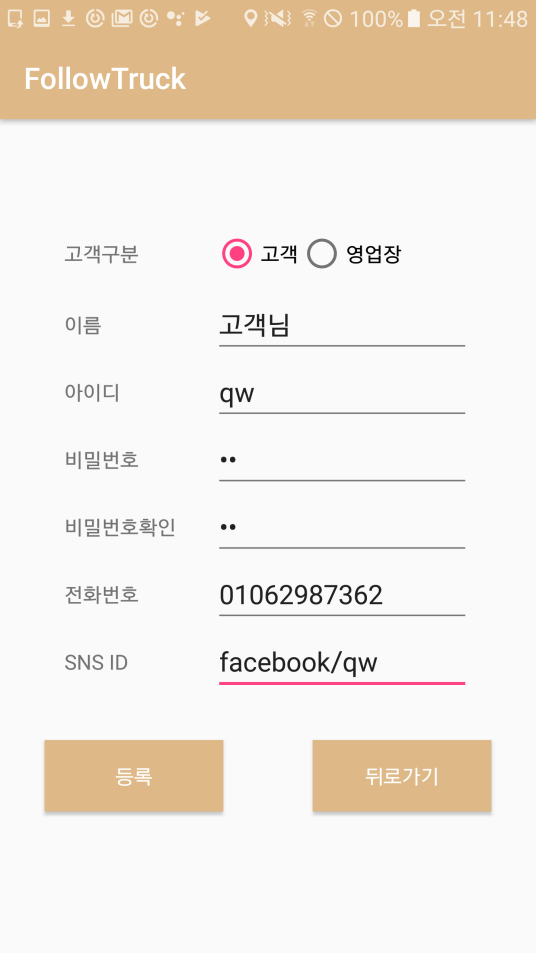 100% 오전 11:48
FollowTruck
고객구분 고객 영업장
이름 고객님
아이디 qw
비밀번호 ••
비밀번호확인 ••
전화번호 01062987362
SNS ID facebook/qw
등록 뒤로가기